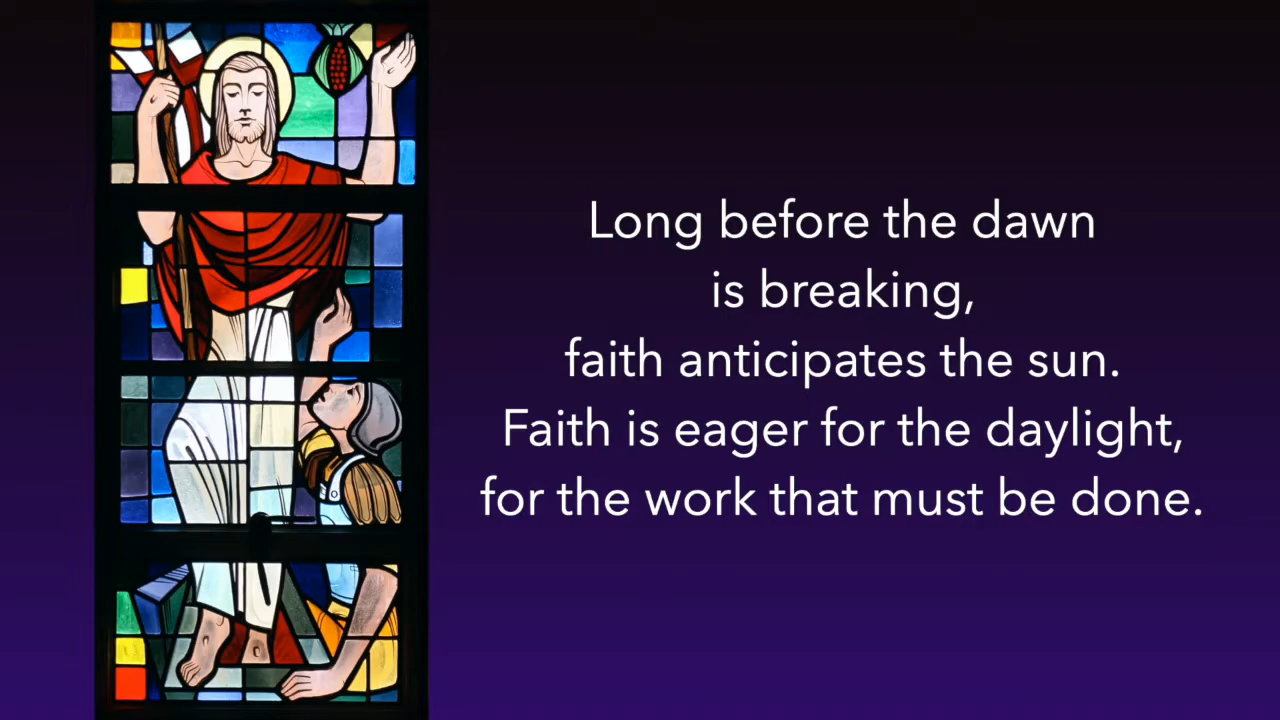 Long before the dawn
is breaking,
faith anticipates the sun.
Faith is eager for the daylight,
for the work that must be done.